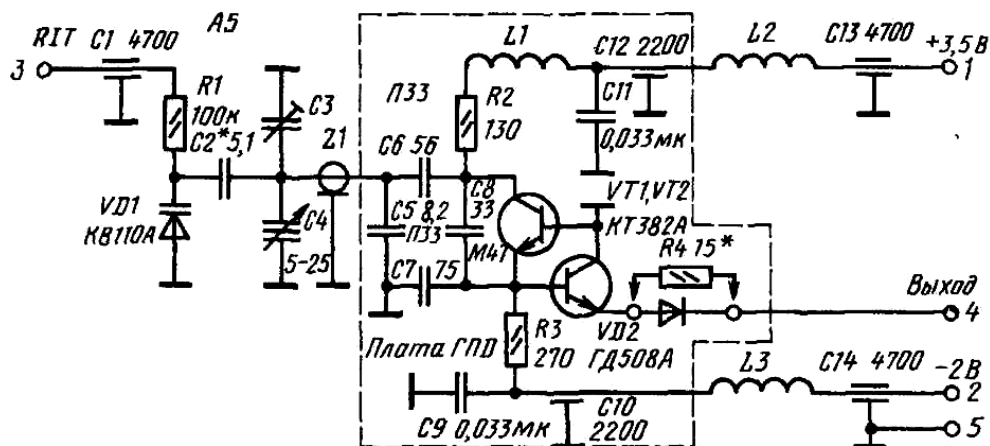 A5
RIT
3
C1 4700
R1
100к
C2*5,1
VD1
КВ110А
C3
C4
5-25
Z1
П33
C6 56
C5 8,2
П33
C7 75
C8
33
М47
L1
R2
130
C12 2200
C11
0,033мк
L2
C13 4700
+3,5 В
1
VT1,VT2
КТ382А
R4 15*
VD2
ГД508А
Выход
4
R3
270
Плата ГПД
C9 0,033мк
C10
2200
L3
C14 4700
-2В
2
5